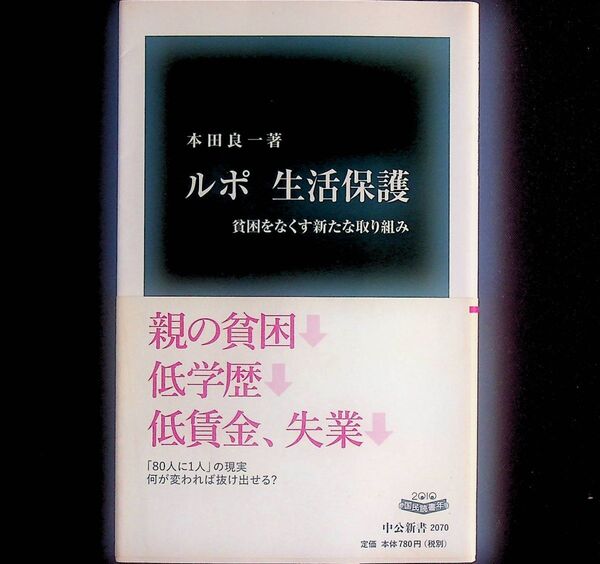 本田良一著
ルポ 生活保護
貧困をなくす新たな取り組み
親の貧困↓
低学歴↓
低賃金、失業↓
「80人に1人」の現実
何が変われば抜け出せる?
2010
国民読書年
中公新書 2070
定価 本体780円(税別)